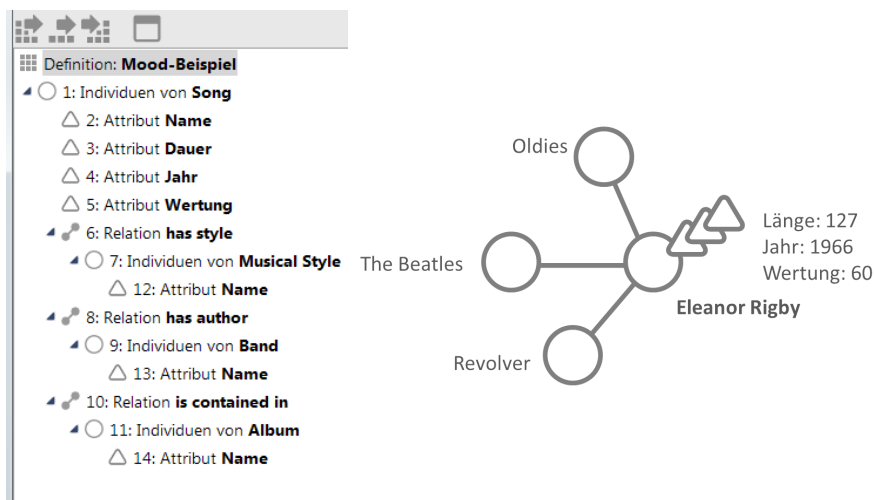 Definition: Mood-Beispiel
1: Individuen von Song
2: Attribut Name
3: Attribut Dauer
4: Attribut Jahr
5: Attribut Wertung
6: Relation has style
7: Individuen von Musical Style
12: Attribut Name
8: Relation has author
9: Individuen von Band
13: Attribut Name
10: Relation is contained in
11: Individuen von Album
14: Attribut Name
Oldies
The Beatles
Revolver
Länge: 127
Jahr: 1966
Wertung: 60
Eleanor Rigby